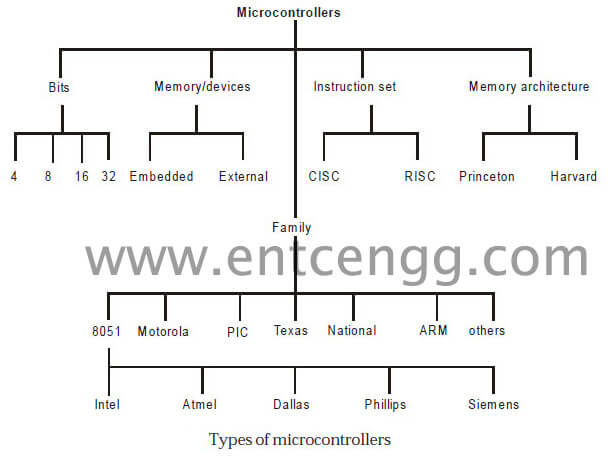 Microcontrollers
Bits Memory/devices Instruction set Memory architecture
4 8 16 32 Embedded External CISC RISC Princeton Harvard
Family
www.entcengg.com
8051 Motorola PIC Texas National ARM others
Intel Atmel Dallas Phillips Siemens
Types of microcontrollers